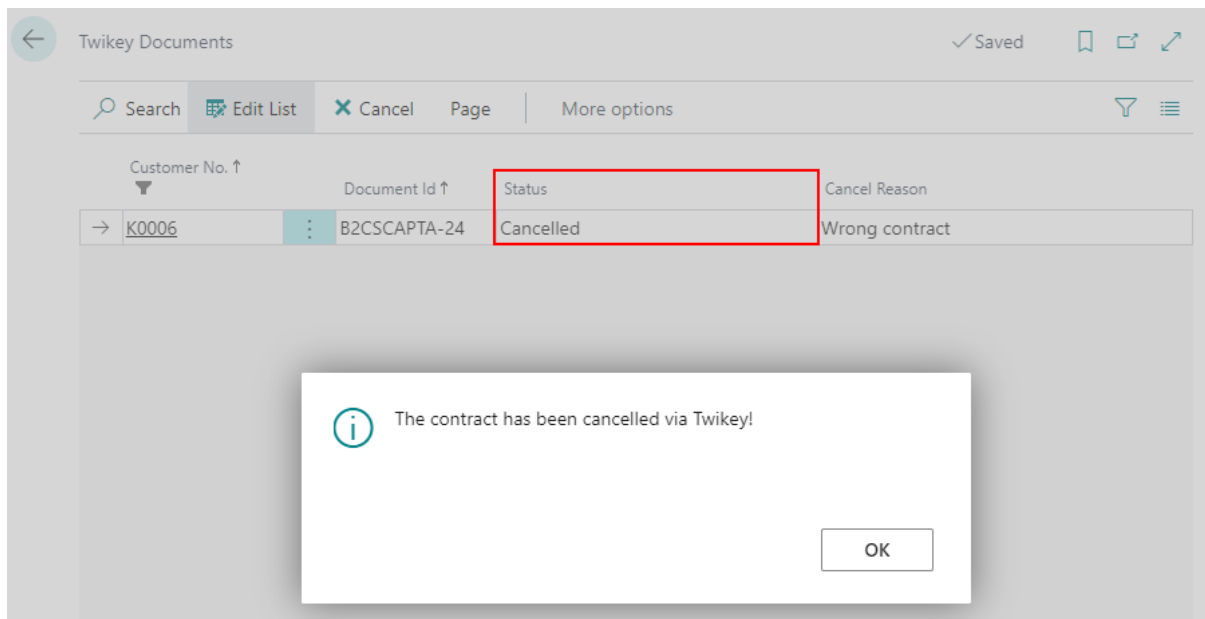 Twikey Documents
Saved
Search Edit List Cancel Page More options
Customer No. ↑
Document Id ↑ Status Cancel Reason
K0006 B2CSCAPTA-24 Cancelled Wrong contract
The contract has been cancelled via Twikey!
OK